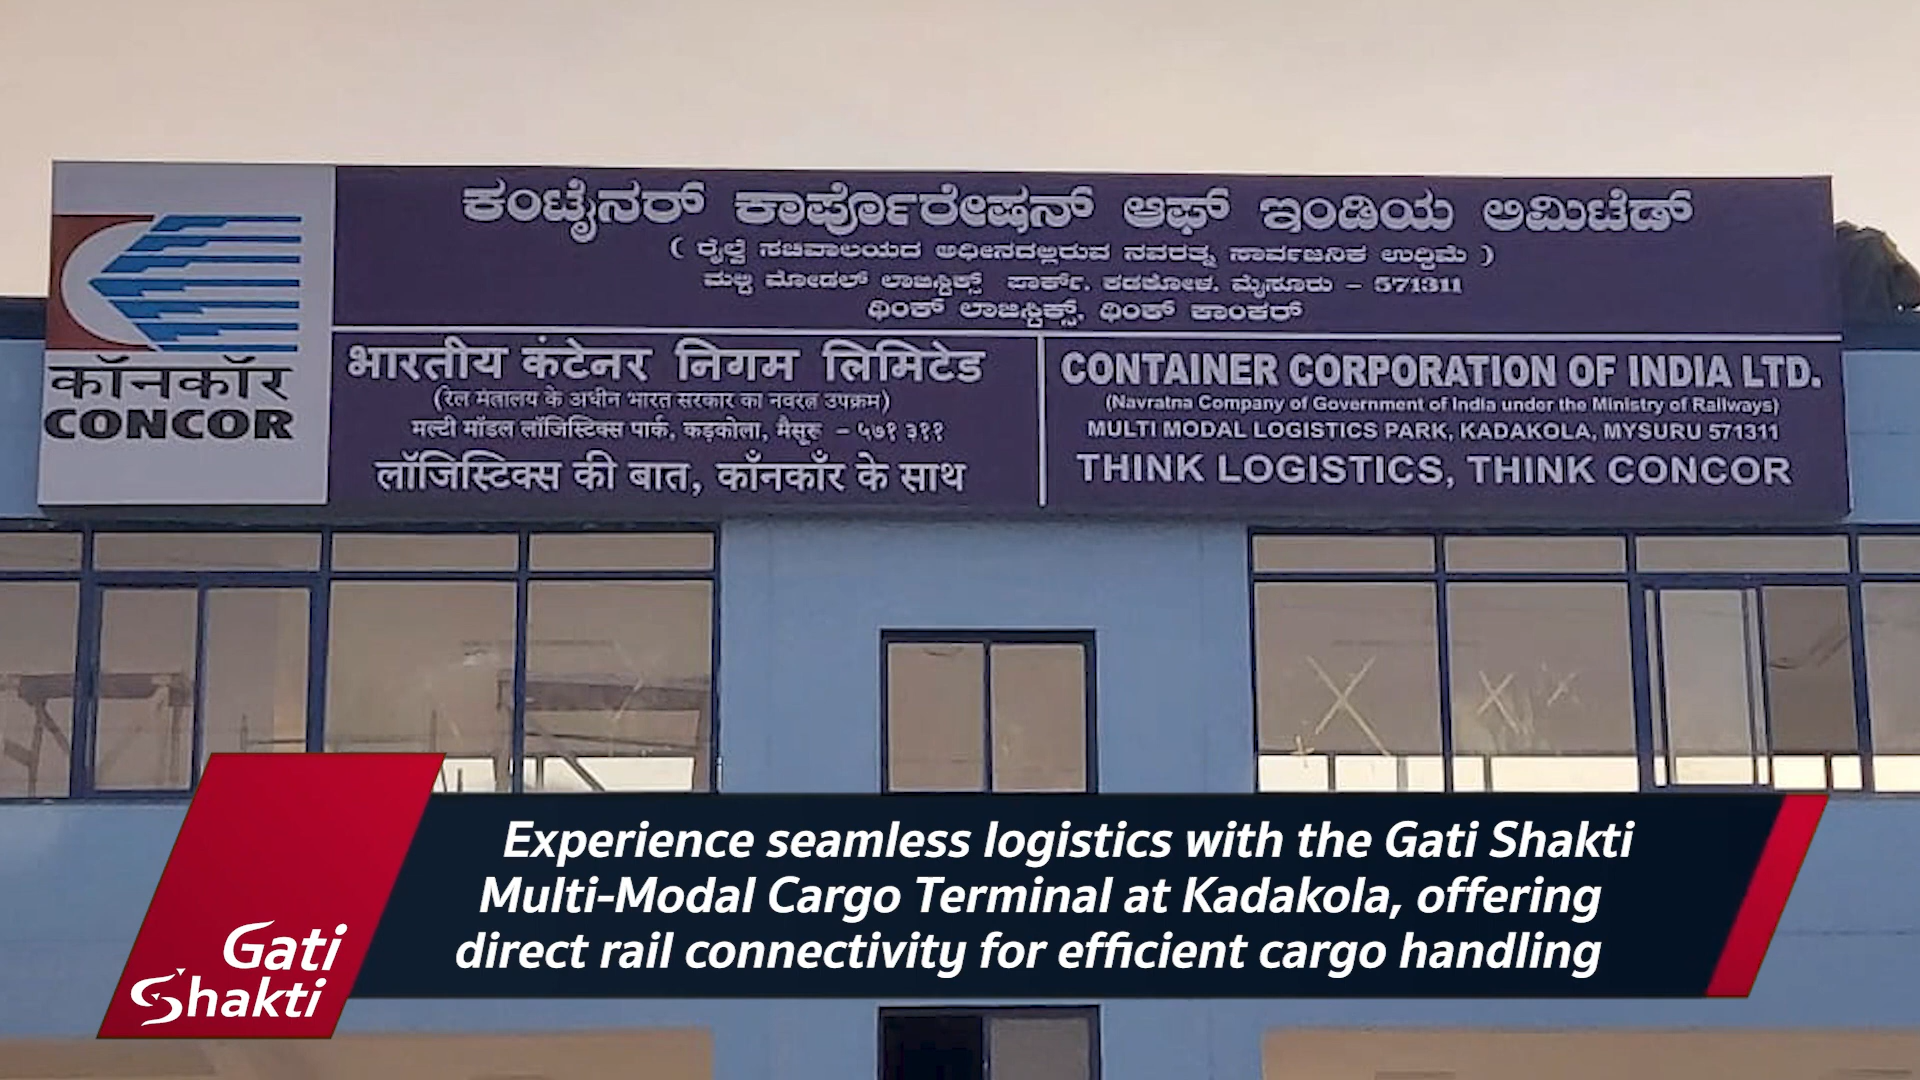 ಕಂಟೈನರ್ ಕಾರ್ಪೊರೇಷನ್ ಆಫ್ ಇಂಡಿಯ ಲಿಮಿಟೆಡ್
( ರೈಲ್ವೆ ಸಚಿವಾಲಯದ ಅಧೀನದಲ್ಲಿರುವ ನವರತ್ನ ಸಾರ್ವಜನಿಕ ಉದ್ದಿಮೆ )
ಮಲ್ಟಿ ಮೋಡಲ್ ಲಾಜಿಸ್ಟಿಕ್ಸ್ ಪಾರ್ಕ್, ಕಡಕೋಳ, ಮೈಸೂರು – 571311
ಥಿಂಕ್ ಲಾಜಿಸ್ಟಿಕ್ಸ್, ಥಿಂಕ್ ಕಾಂಕರ್
कॉनकॉर
CONCOR
भारतीय कंटेनर निगम लिमिटेड
(रेल मंत्रालय के अधीन भारत सरकार का नवरत्न उपक्रम)
मल्टी मॉडल लॉजिस्टिक्स पार्क, कड़कोला, मैसूरु – ५७१ ३११
लॉजिस्टिक्स की बात, कॉंनकॉंर के साथ
CONTAINER CORPORATION OF INDIA LTD.
(Navratna Company of Government of India under the Ministry of Railways)
MULTI MODAL LOGISTICS PARK, KADAKOLA, MYSURU 571311
THINK LOGISTICS, THINK CONCOR
Experience seamless logistics with the Gati Shakti
Multi-Modal Cargo Terminal at Kadakola, offering
direct rail connectivity for efficient cargo handling
Gati
Shakti